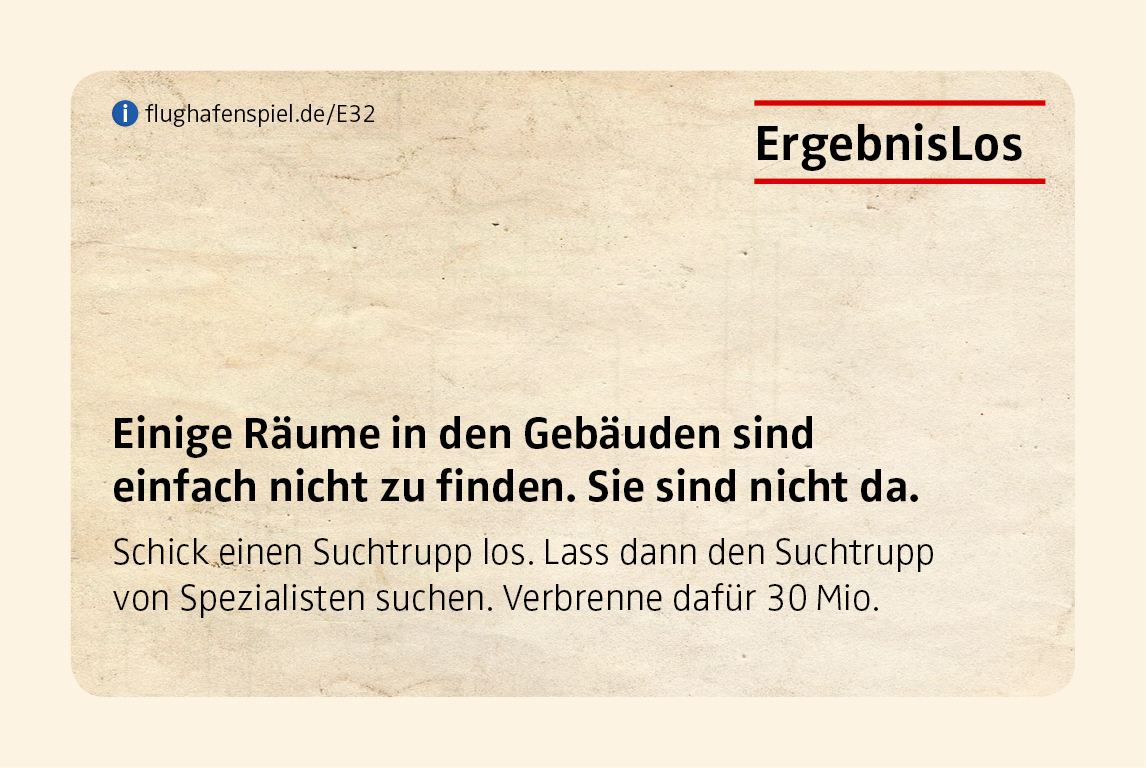 flughafenspiel.de/E32
ErgebnisLos
Einige Räume in den Gebäuden sind
einfach nicht zu finden. Sie sind nicht da.
Schick einen Suchtrupp los. Lass dann den Suchtrupp
von Spezialisten suchen. Verbrenne dafür 30 Mio.